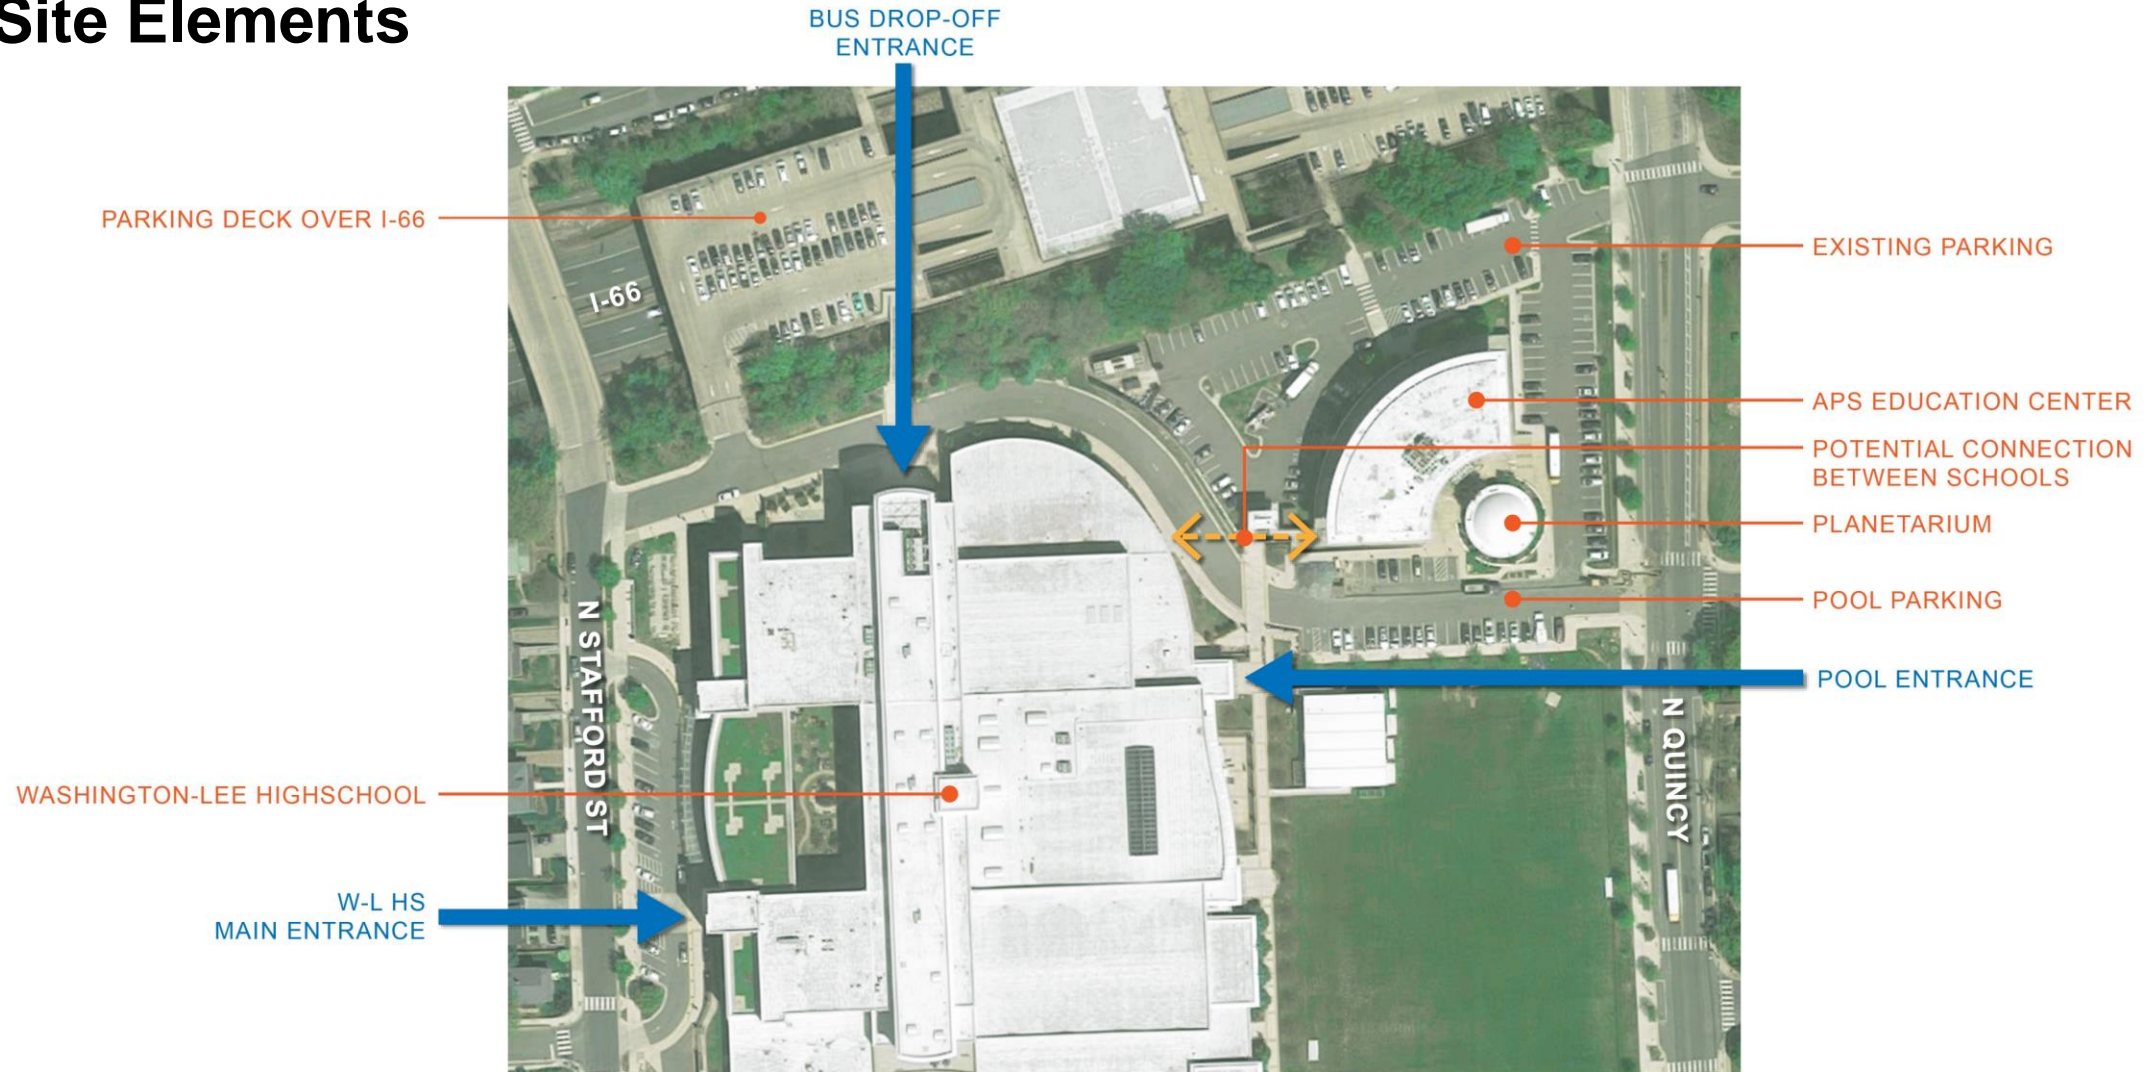 Site Elements
BUS DROP-OFF
ENTRANCE
PARKING DECK OVER I-66
I-66
EXISTING PARKING
APS EDUCATION CENTER
POTENTIAL CONNECTION
BETWEEN SCHOOLS
PLANETARIUM
POOL PARKING
POOL ENTRANCE
N STAFFORD ST
N QUINCY
WASHINGTON-LEE HIGHSCHOOL
W-L HS
MAIN ENTRANCE